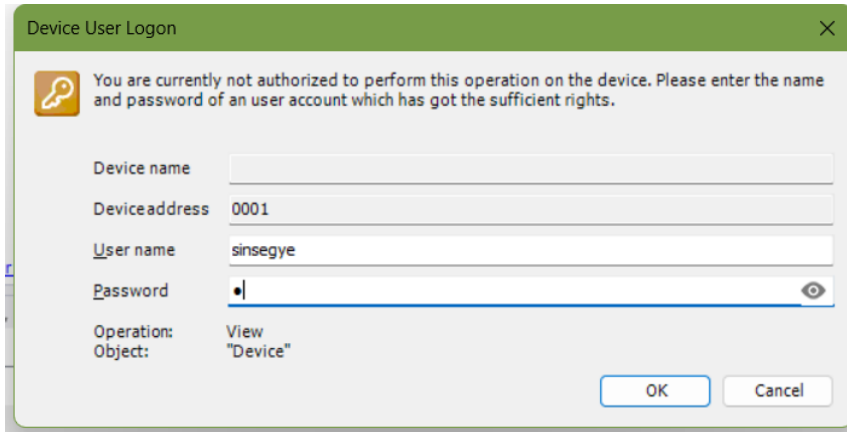 Device User Logon
You are currently not authorized to perform this operation on the device. Please enter the name
and password of an user account which has got the sufficient rights.
Device name
Deviceaddress 0001
User name sinsegye
Password •
Operation: View
Object: "Device"
OK Cancel